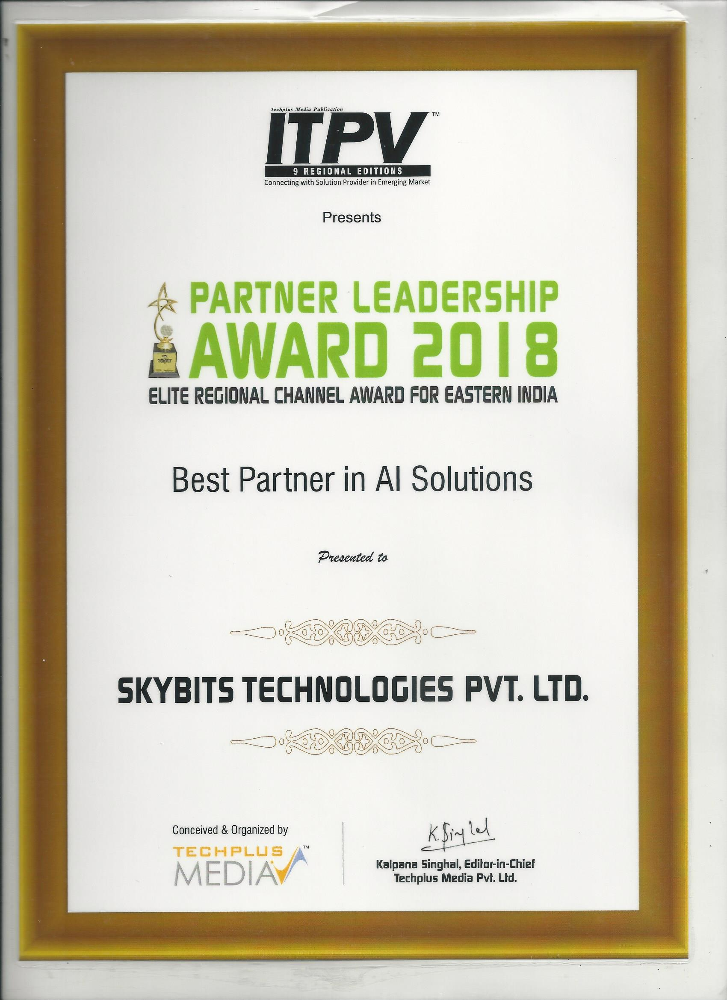 Techplus Media Publication
ITPV™
9 REGIONAL EDITIONS
Connecting with Solution Provider in Emerging Market
Presents
PARTNER LEADERSHIP
AWARD 2018
ELITE REGIONAL CHANNEL AWARD FOR EASTERN INDIA
Best Partner in AI Solutions
Presented to
SKYBITS TECHNOLOGIES PVT. LTD.
Conceived & Organized by
TECHPLUS™
MEDIA
K. Singhal
Kalpana Singhal, Editor-in-Chief
Techplus Media Pvt. Ltd.